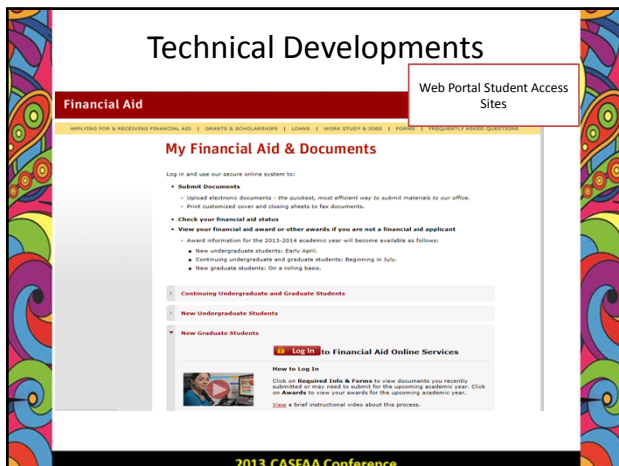 Technical Developments
Web Portal Student Access
Sites
Financial Aid
APPLYING FOR & RECEIVING FINANCIAL AID | GRANTS & SCHOLARSHIPS | LOANS | WORK STUDY & JOBS | FORMS | FREQUENTLY ASKED QUESTIONS
My Financial Aid & Documents
Log in and use our secure online system to:
• Submit Documents
◦ Upload electronic documents - the quickest, most efficient way to submit materials to our office.
◦ Print customized cover and closing sheets to fax documents.
• Check your financial aid status
• View your financial aid award or other awards if you are not a financial aid applicant
◦ Award information for the 2013-2014 academic year will become available as follows:
▪ New undergraduate students: Early April.
▪ Continuing undergraduate and graduate students: Beginning in July.
▪ New graduate students: On a rolling basis.
Continuing Undergraduate and Graduate Students
New Undergraduate Students
New Graduate Students
Log In to Financial Aid Online Services
How to Log In
Click on Required Info & Forms to view documents you recently
submitted or may need to submit for the upcoming academic year. Click
on Awards to view your awards for the upcoming academic year.
View a brief instructional video about this process.
2013 CASFAA Conference